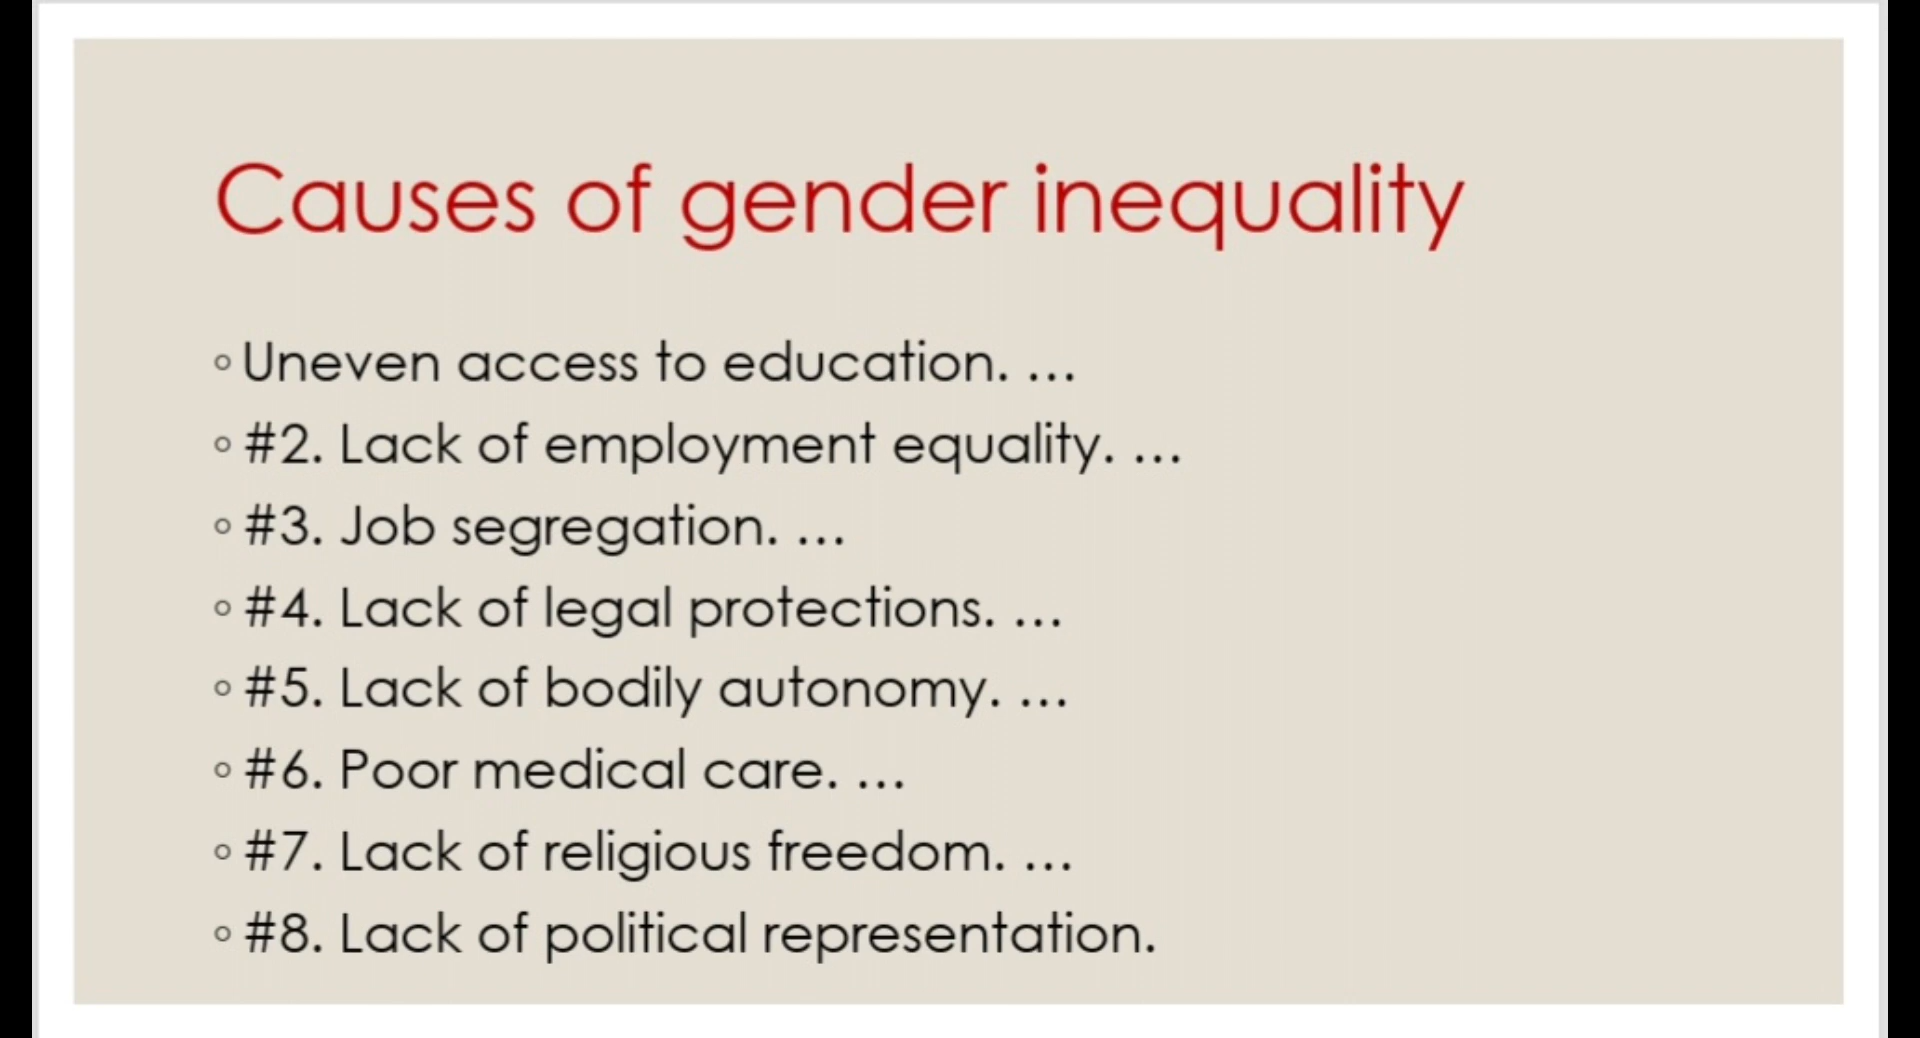 Causes of gender inequality
◦ Uneven access to education. ...
◦ #2. Lack of employment equality. ...
◦ #3. Job segregation. ...
◦ #4. Lack of legal protections. ...
◦ #5. Lack of bodily autonomy. ...
◦ #6. Poor medical care. ...
◦ #7. Lack of religious freedom. ...
◦ #8. Lack of political representation.